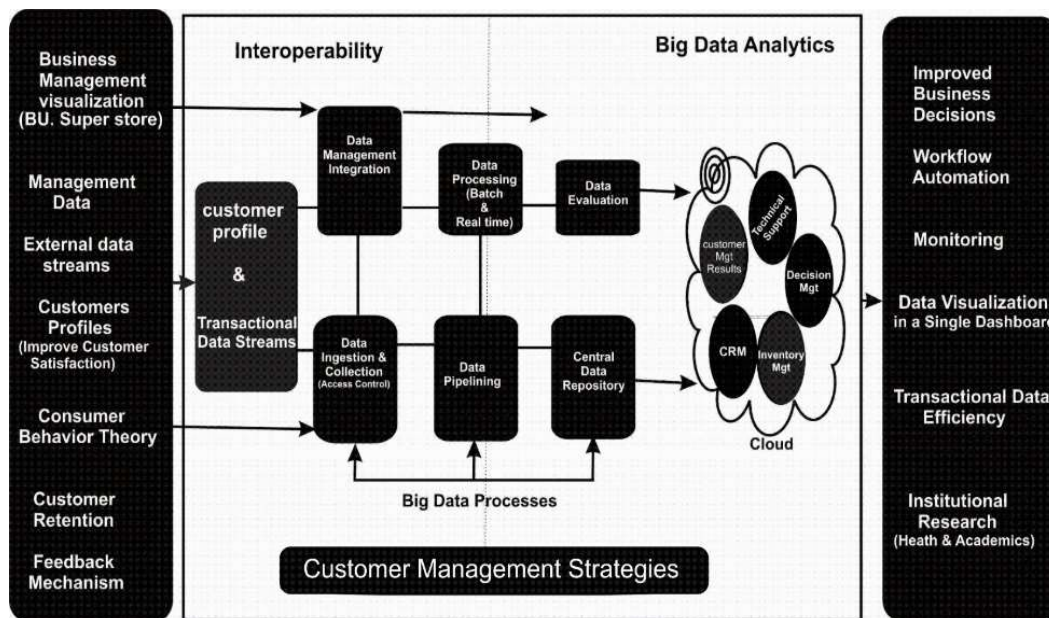 Business
Management
visualization
(BU. Super store)
Management
Data
External data
streams
Customers
Profiles
(Improve Customer
Satisfaction)
Consumer
Behavior Theory
Customer
Retention
Feedback
Mechanism
Interoperability
Big Data Analytics
customer
profile
&
Transactional
Data Streams
Data
Management
Integration
Data
Processing
(Batch
&
Real time)
Data
Evaluation
Data
Ingestion &
Collection
(Access Control)
Data
Pipelining
Central
Data
Repository
Big Data Processes
Technical
Support
customer
Mgt
Results
Decision
Mgt
CRM
Inventory
Mgt
Cloud
Customer Management Strategies
Improved
Business
Decisions
Workflow
Automation
Monitoring
Data Visualization
in a Single Dashboard
Transactional Data
Efficiency
Institutional
Research
(Heath & Academics)